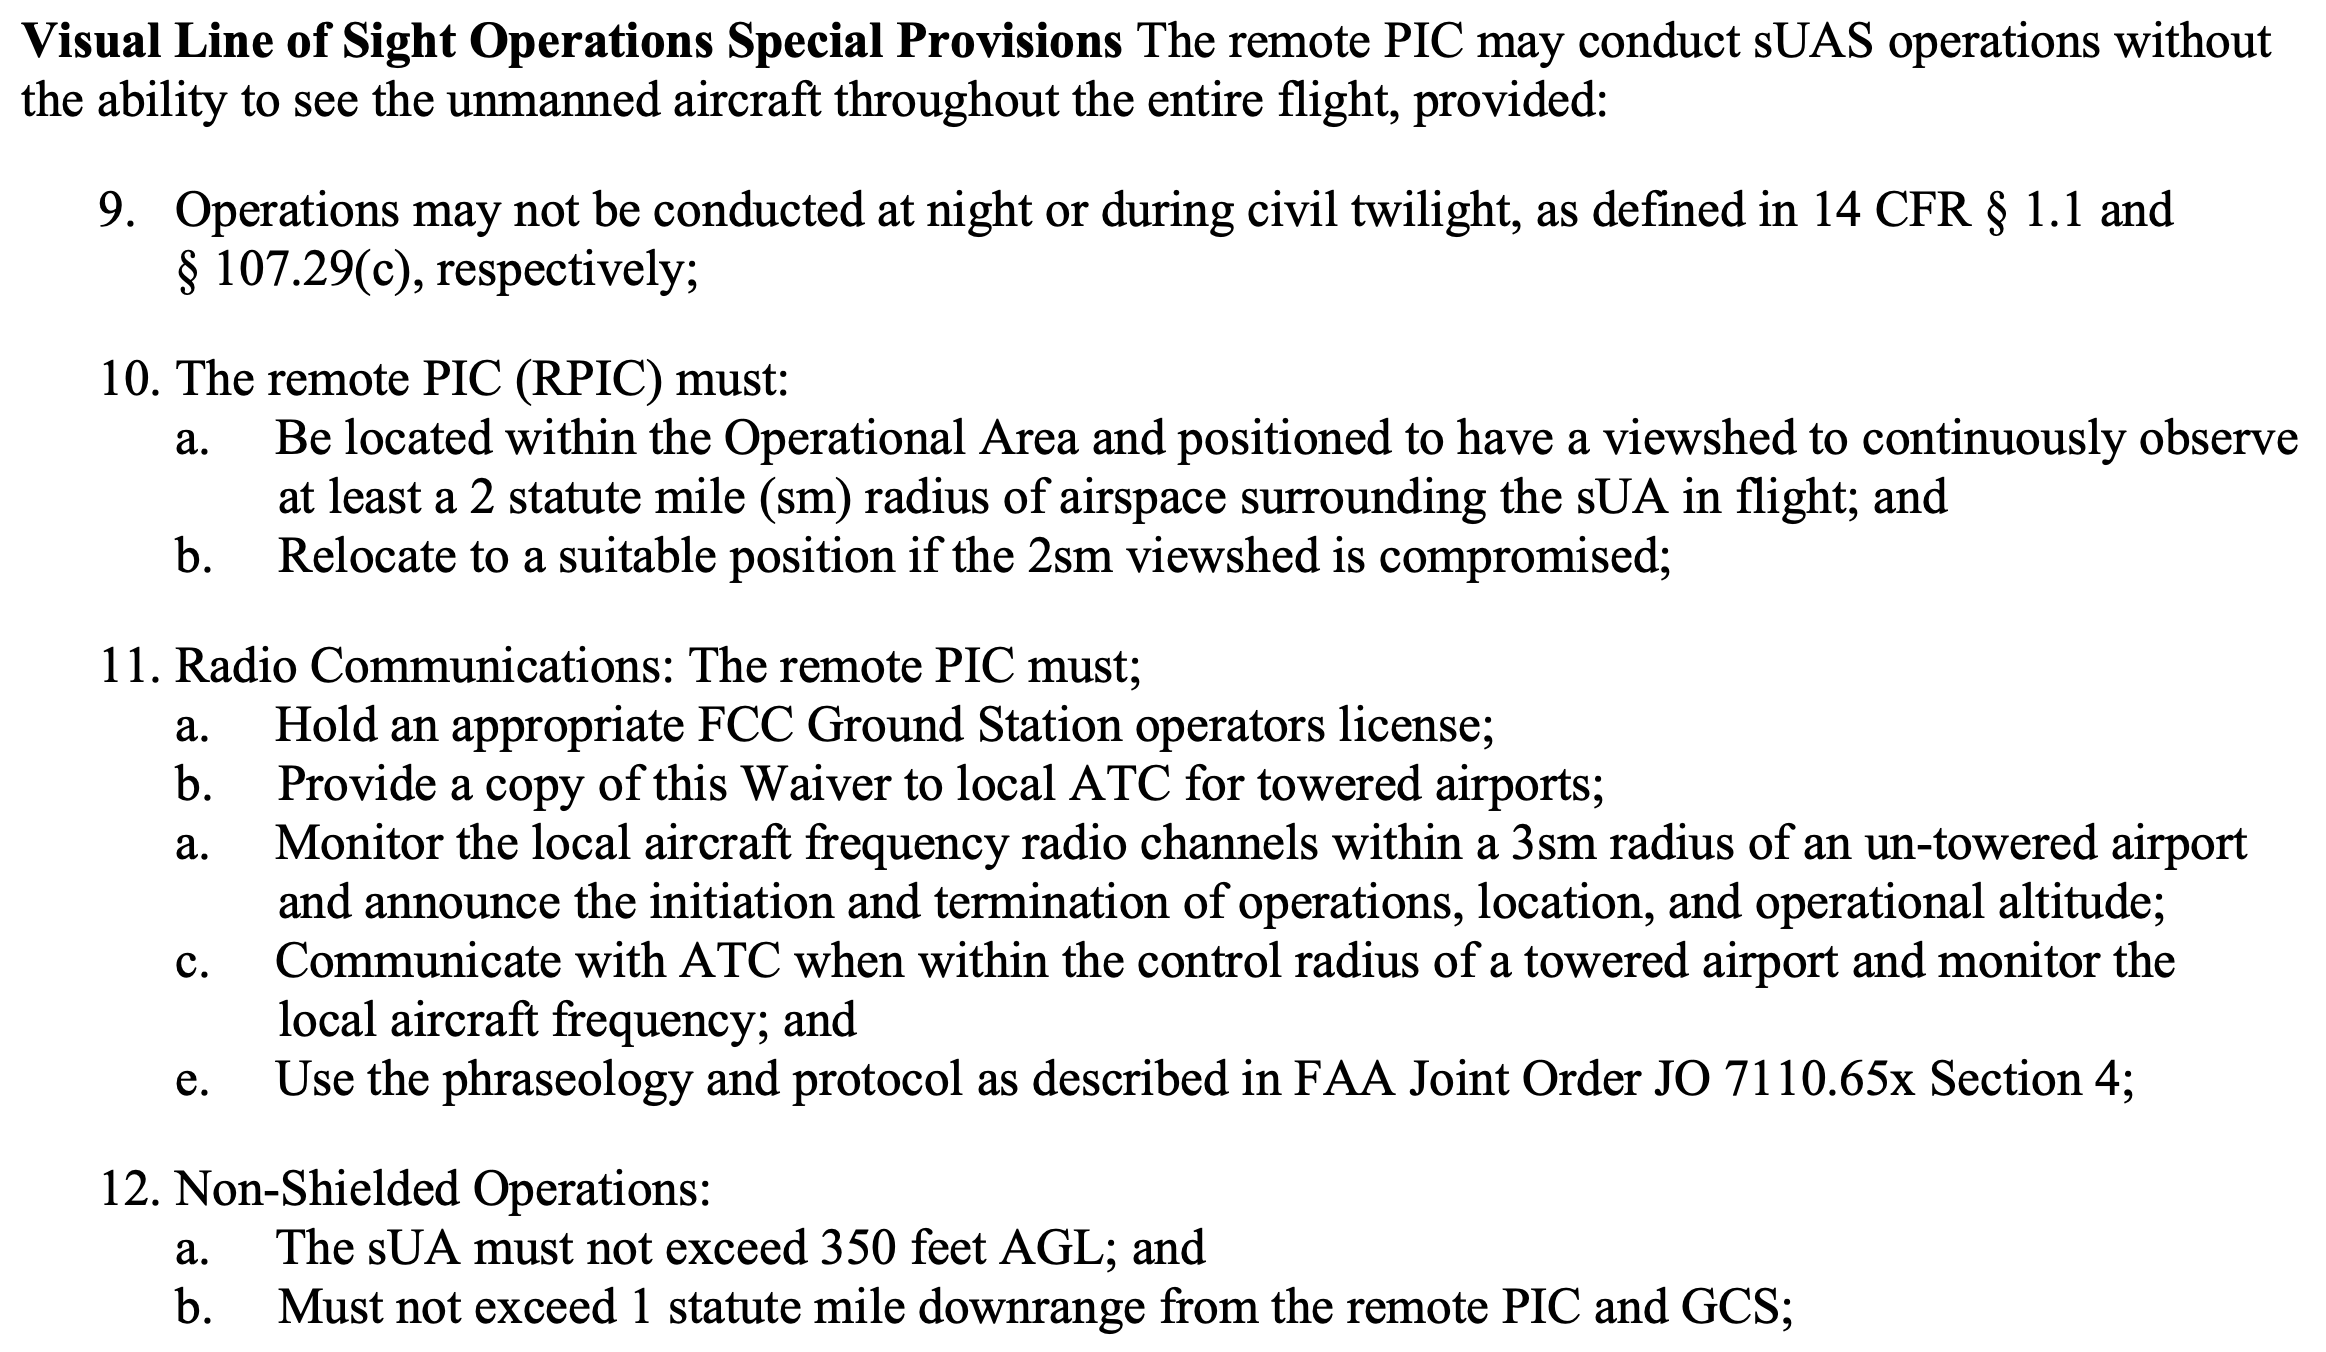 Visual Line of Sight Operations Special Provisions The remote PIC may conduct sUAS operations without
the ability to see the unmanned aircraft throughout the entire flight, provided:
9. Operations may not be conducted at night or during civil twilight, as defined in 14 CFR § 1.1 and
§ 107.29(c), respectively;
10. The remote PIC (RPIC) must:
a. Be located within the Operational Area and positioned to have a viewshed to continuously observe
at least a 2 statute mile (sm) radius of airspace surrounding the sUA in flight; and
b. Relocate to a suitable position if the 2sm viewshed is compromised;
11. Radio Communications: The remote PIC must;
a. Hold an appropriate FCC Ground Station operators license;
b. Provide a copy of this Waiver to local ATC for towered airports;
a. Monitor the local aircraft frequency radio channels within a 3sm radius of an un-towered airport
and announce the initiation and termination of operations, location, and operational altitude;
c. Communicate with ATC when within the control radius of a towered airport and monitor the
local aircraft frequency; and
e. Use the phraseology and protocol as described in FAA Joint Order JO 7110.65x Section 4;
12. Non-Shielded Operations:
a. The sUA must not exceed 350 feet AGL; and
b. Must not exceed 1 statute mile downrange from the remote PIC and GCS;